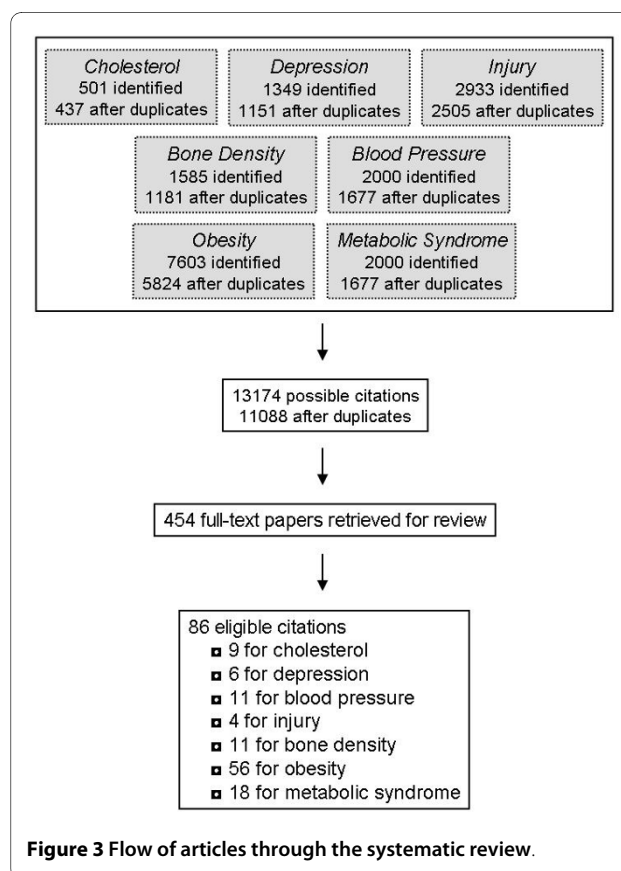 Cholesterol
501 identified
437 after duplicates
Depression
1349 identified
1151 after duplicates
Injury
2933 identified
2505 after duplicates
Bone Density
1585 identified
1181 after duplicates
Blood Pressure
2000 identified
1677 after duplicates
Obesity
7603 identified
5824 after duplicates
Metabolic Syndrome
2000 identified
1677 after duplicates
13174 possible citations
11088 after duplicates
454 full-text papers retrieved for review
86 eligible citations
9 for cholesterol
6 for depression
11 for blood pressure
4 for injury
11 for bone density
56 for obesity
18 for metabolic syndrome
Figure 3 Flow of articles through the systematic review.